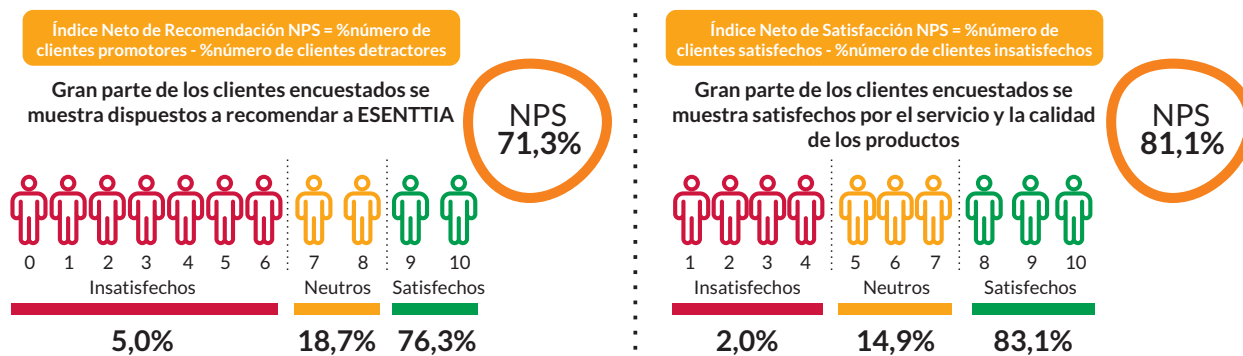 Índice Neto de Recomendación NPS = %número de
clientes promotores - %número de clientes detractores
Gran parte de los clientes encuestados se
muestra dispuestos a recomendar a ESENTTIA
NPS
71,3%
0 1 2 3 4 5 6 7 8 9 10
Insatisfechos Neutros Satisfechos
5,0% 18,7% 76,3%
Índice Neto de Satisfacción NPS = %número de
clientes satisfechos - %número de clientes insatisfechos
Gran parte de los clientes encuestados se
muestra satisfechos por el servicio y la calidad
de los productos
NPS
81,1%
1 2 3 4 5 6 7 8 9 10
Insatisfechos Neutros Satisfechos
2,0% 14,9% 83,1%